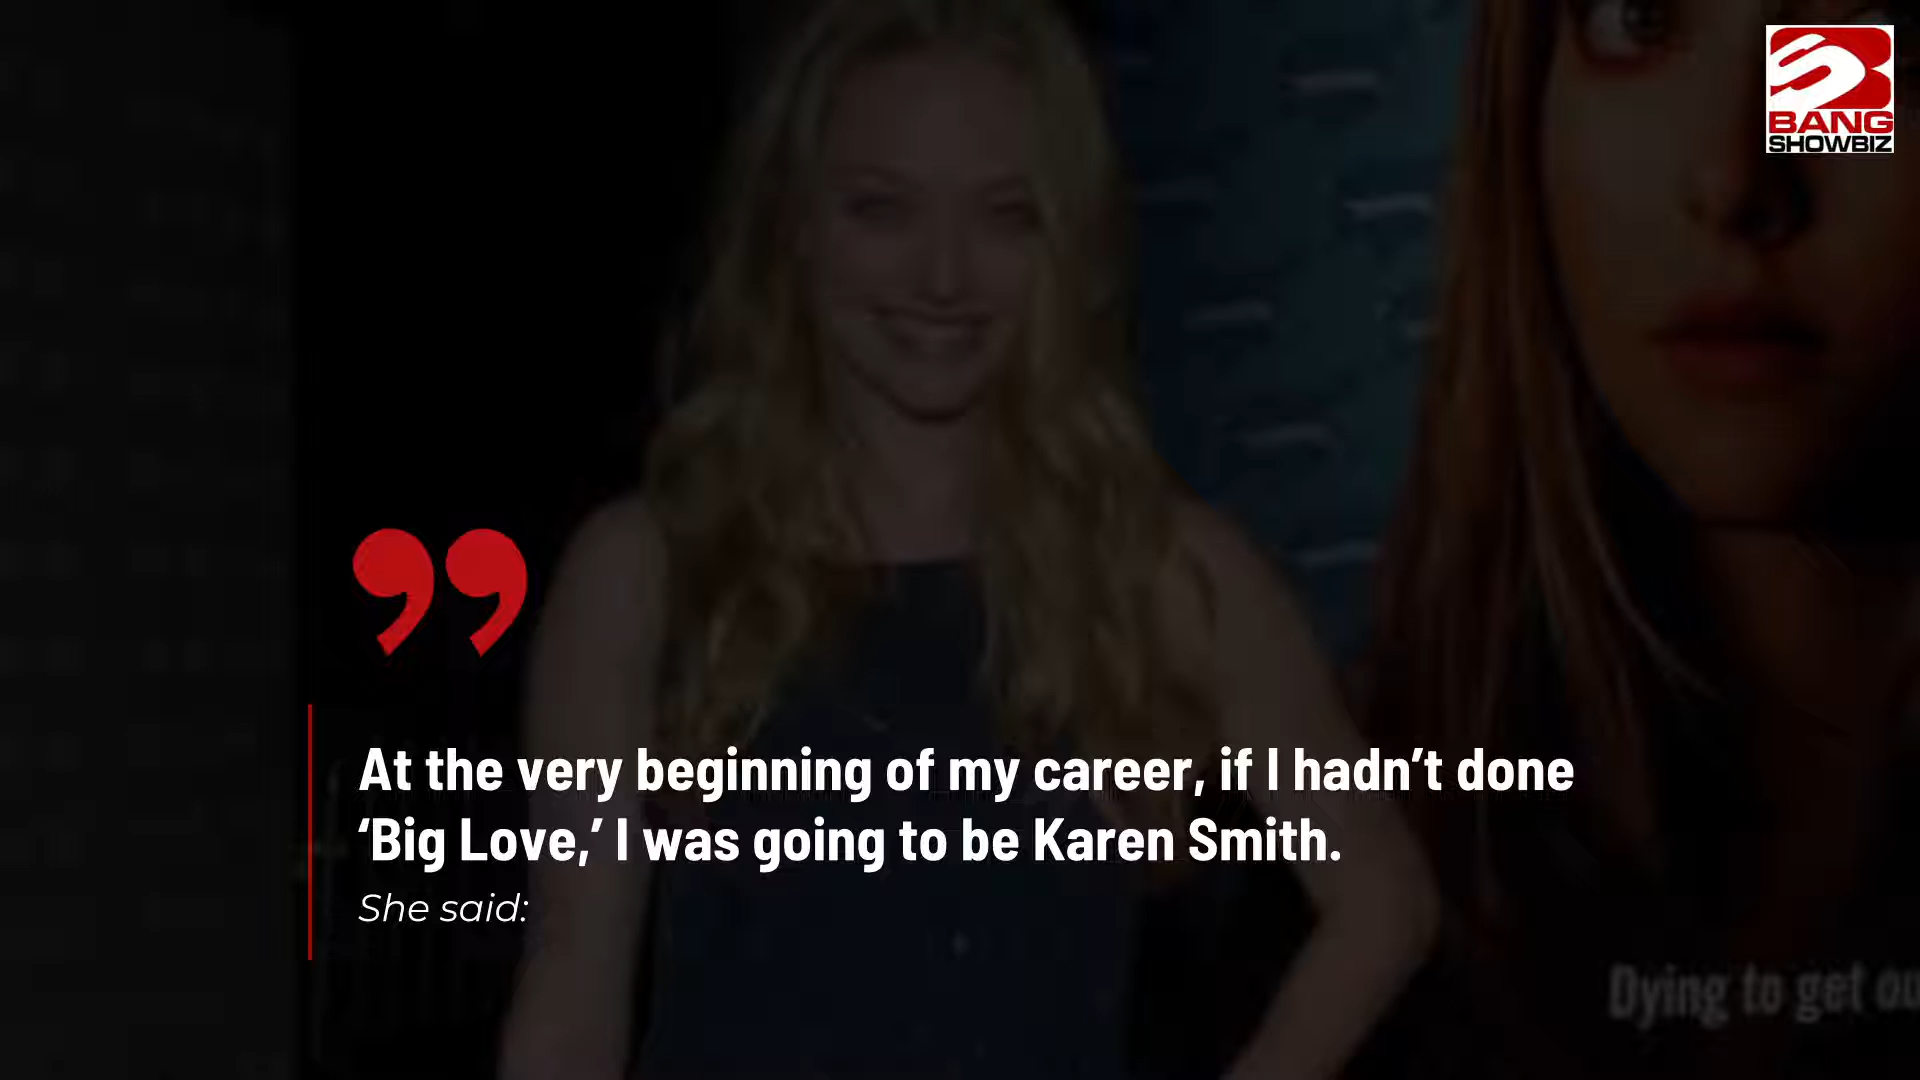 BANG
SHOWBIZ
At the very beginning of my career, if I hadn’t done
‘Big Love,’ I was going to be Karen Smith.
She said:
Dying to get